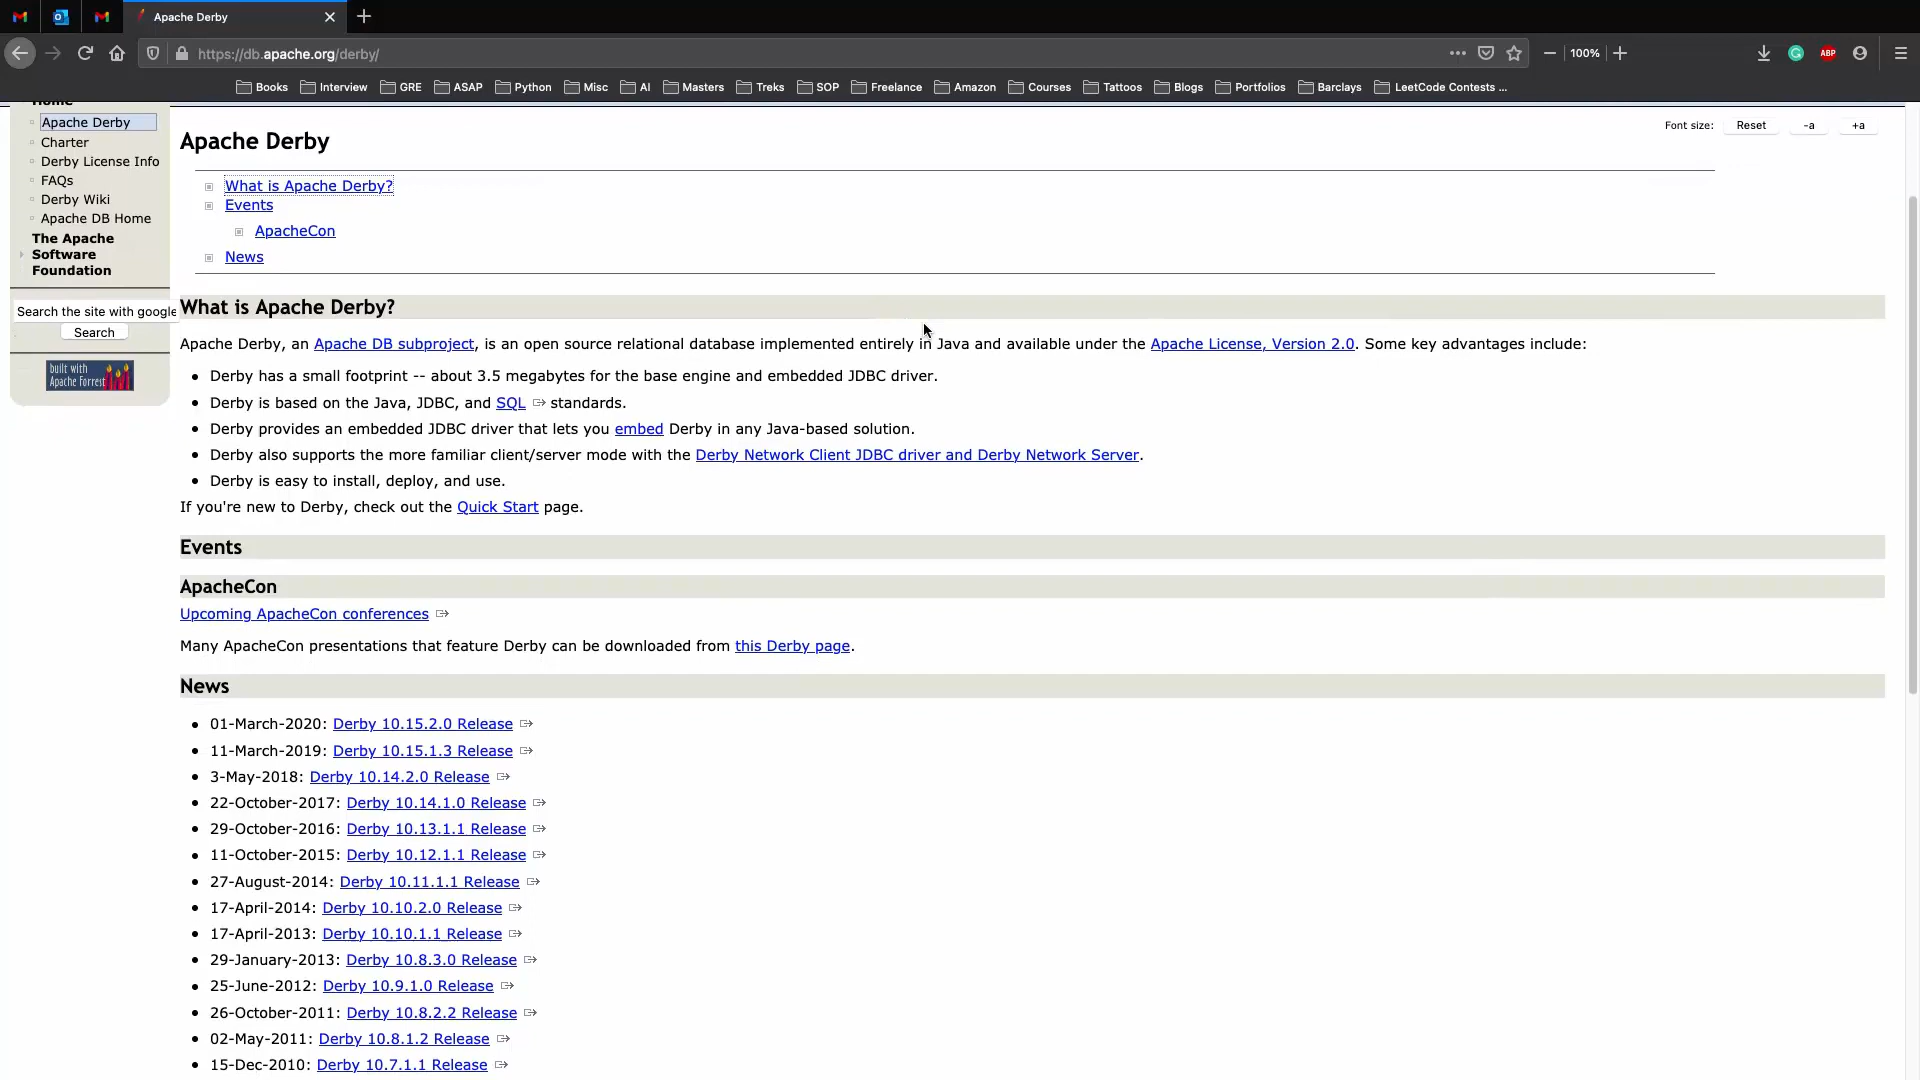 Apache Derby
https://db.apache.org/derby/
100%
ABP
Books
Interview
GRE
ASAP
Python
Misc
AI
Masters
Treks
SOP
Freelance
Amazon
Courses
Tattoos
Blogs
Portfolios
Barclays
LeetCode Contests ...
Home
Apache Derby
Charter
Derby License Info
FAQs
Derby Wiki
Apache DB Home
The Apache
Software
Foundation
Search the site with google
Search
built with
Apache Forrest
Font size: Reset -a +a
Apache Derby
What is Apache Derby?
Events
ApacheCon
News
What is Apache Derby?
Apache Derby, an Apache DB subproject, is an open source relational database implemented entirely in Java and available under the Apache License, Version 2.0. Some key advantages include:
Derby has a small footprint -- about 3.5 megabytes for the base engine and embedded JDBC driver.
Derby is based on the Java, JDBC, and SQL standards.
Derby provides an embedded JDBC driver that lets you embed Derby in any Java-based solution.
Derby also supports the more familiar client/server mode with the Derby Network Client JDBC driver and Derby Network Server.
Derby is easy to install, deploy, and use.
If you're new to Derby, check out the Quick Start page.
Events
ApacheCon
Upcoming ApacheCon conferences
Many ApacheCon presentations that feature Derby can be downloaded from this Derby page.
News
01-March-2020: Derby 10.15.2.0 Release
11-March-2019: Derby 10.15.1.3 Release
3-May-2018: Derby 10.14.2.0 Release
22-October-2017: Derby 10.14.1.0 Release
29-October-2016: Derby 10.13.1.1 Release
11-October-2015: Derby 10.12.1.1 Release
27-August-2014: Derby 10.11.1.1 Release
17-April-2014: Derby 10.10.2.0 Release
17-April-2013: Derby 10.10.1.1 Release
29-January-2013: Derby 10.8.3.0 Release
25-June-2012: Derby 10.9.1.0 Release
26-October-2011: Derby 10.8.2.2 Release
02-May-2011: Derby 10.8.1.2 Release
15-Dec-2010: Derby 10.7.1.1 Release